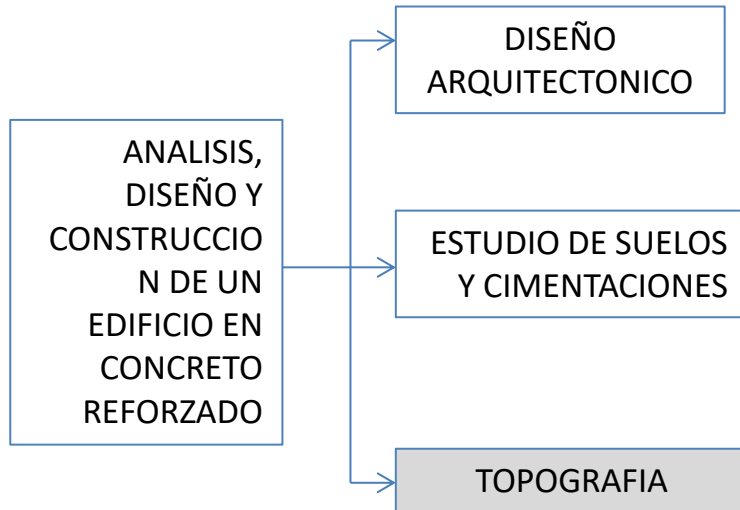 DISEÑO
ARQUITECTONICO
ANALISIS,
DISEÑO Y
CONSTRUCCIO
N DE UN
EDIFICIO EN
CONCRETO
REFORZADO
ESTUDIO DE SUELOS
Y CIMENTACIONES
TOPOGRAFIA